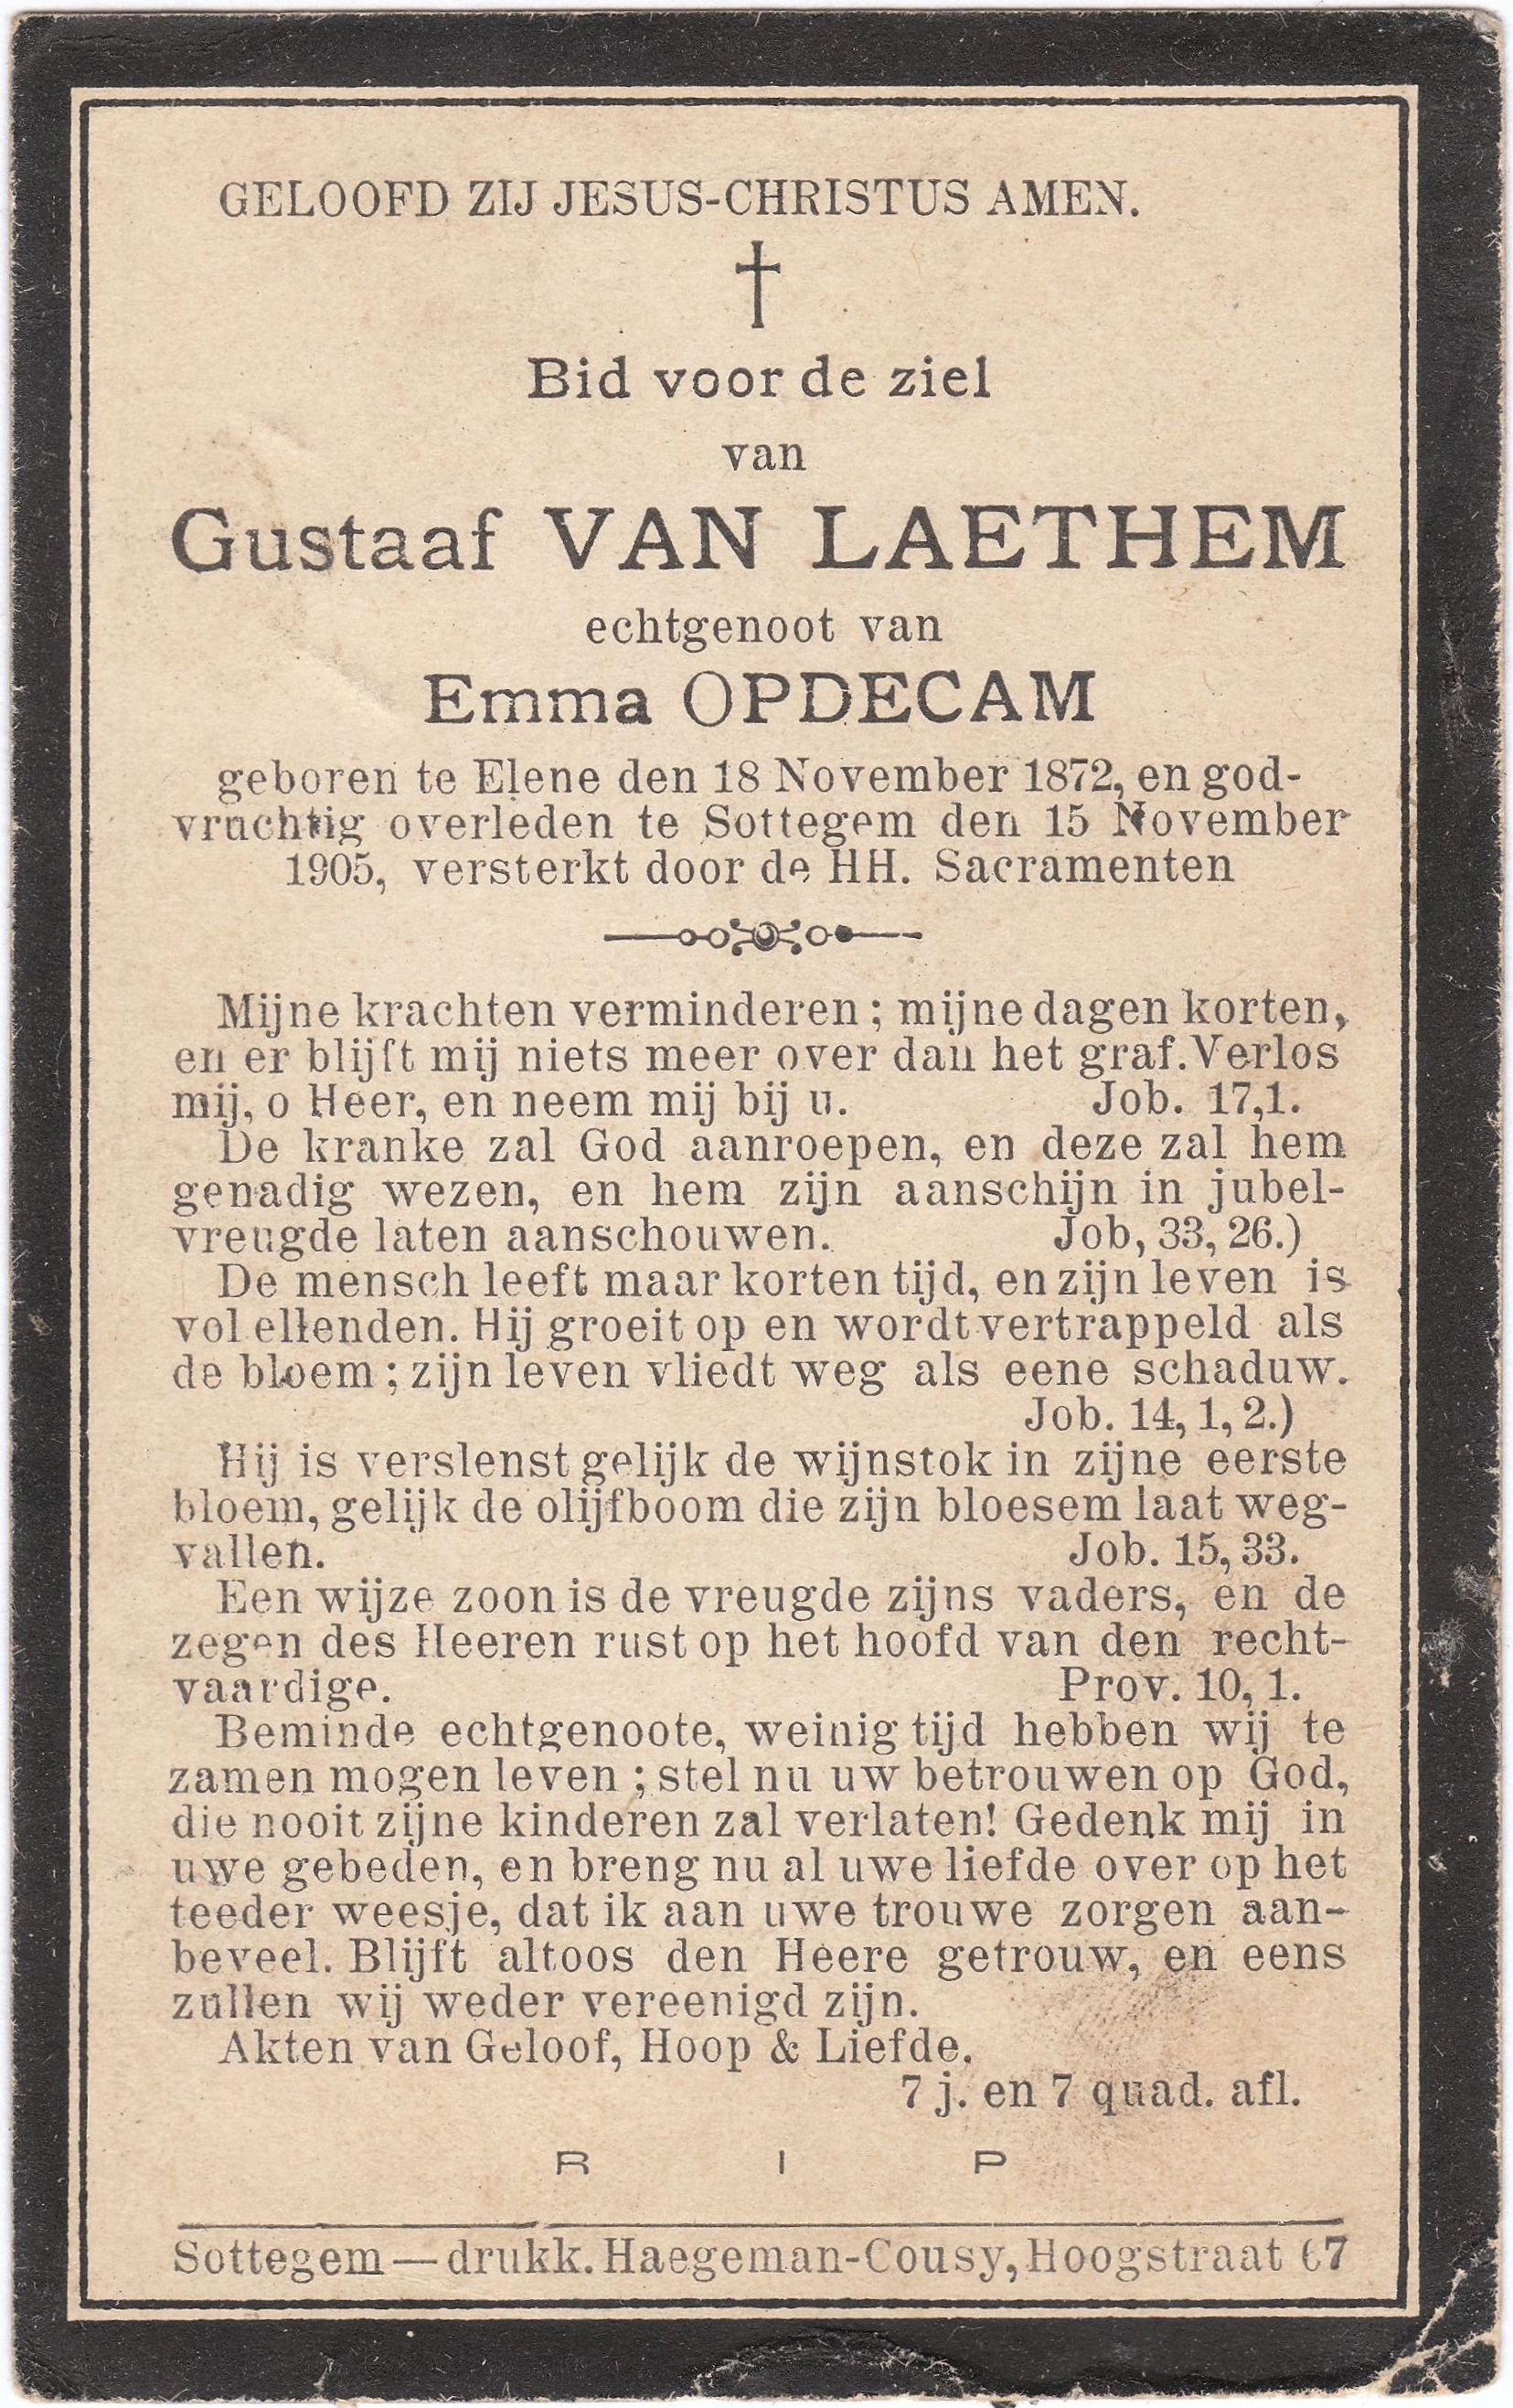 GELOOFD ZIJ JESUS-CHRISTUS AMEN.
Bid voor de ziel
van
Gustaaf VAN LAETHEM
echtgenoot van
Emma OPDECAM
geboren te Elene den 18 November 1872, en god-
vruchtig overleden te Sottegem den 15 November
1905, versterkt door de HH. Sacramenten
Mijne krachten verminderen ; mijne dagen korten,
en er blijft mij niets meer over dan het graf. Verlos
mij, o Heer, en neem mij bij u. Job. 17,1.
De kranke zal God aanroepen, en deze zal hem
genadig wezen, en hem zijn aanschijn in jubel-
vreugde laten aanschouwen. Job, 33, 26.)
De mensch leeft maar korten tijd, en zijn leven is
vol ellenden. Hij groeit op en wordt vertrappeld als
de bloem ; zijn leven vliedt weg als eene schaduw.
Job. 14, 1, 2.)
Hij is verslenst gelijk de wijnstok in zijne eerste
bloem, gelijk de olijfboom die zijn bloesem laat weg-
vallen. Job. 15, 33.
Een wijze zoon is de vreugde zijns vaders, en de
zegen des Heeren rust op het hoofd van den recht-
vaardige. Prov. 10, 1.
Beminde echtgenoote, weinig tijd hebben wij te
zamen mogen leven ; stel nu uw betrouwen op God,
die nooit zijne kinderen zal verlaten! Gedenk mij in
uwe gebeden, en breng nu al uwe liefde over op het
teeder weesje, dat ik aan uwe trouwe zorgen aan-
beveel. Blijft altoos den Heere getrouw, en eens
zullen wij weder vereenigd zijn.
Akten van Geloof, Hoop & Liefde.
7 j. en 7 quad. afl.
R I P
Sottegem — drukk. Haegeman-Cousy, Hoogstraat 67